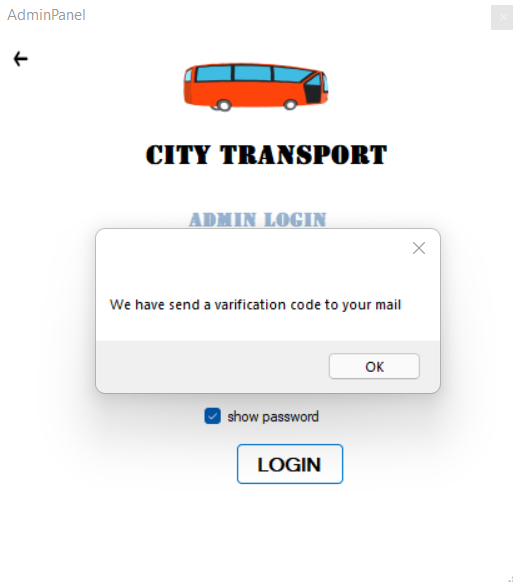 AdminPanel
CITY TRANSPORT
ADMIN LOGIN
We have send a varification code to your mail
OK
show password
LOGIN